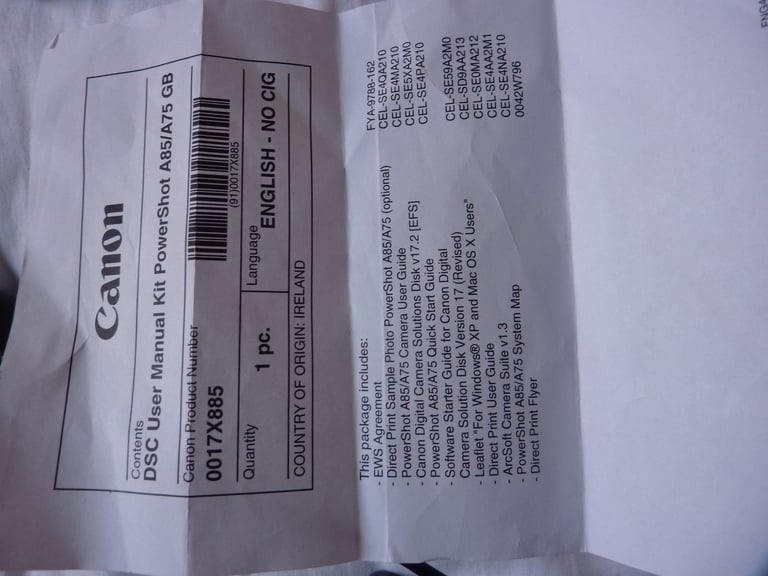 Canon
Contents
DSC User Manual Kit PowerShot A85/A75 GB
Canon Product Number
0017X885
(91)0017X885
Quantity
1 pc.
Language
ENGLISH - NO CIG
COUNTRY OF ORIGIN: IRELAND
This package includes:
- EWS Agreement FYA-9788-162
- Direct Print Sample Photo PowerShot A85/A75 (optional) CEL-SE4QA210
- PowerShot A85/A75 Camera User Guide CEL-SE4MA210
- Canon Digital Camera Solutions Disk v17.2 [EFS] CEL-SE5XA2M0
- PowerShot A85/A75 Quick Start Guide CEL-SE4PA210
- Software Starter Guide for Canon Digital
Camera Solution Disk Version 17 (Revised) CEL-SE59A2M0
- Leaflet "For Windows® XP and Mac OS X Users" CEL-SD9AA213
- Direct Print User Guide CEL-SE0MA212
- ArcSoft Camera Suite v1.3 CEL-SE4AA2M1
- PowerShot A85/A75 System Map CEL-SE4NA210
- Direct Print Flyer 0042W796